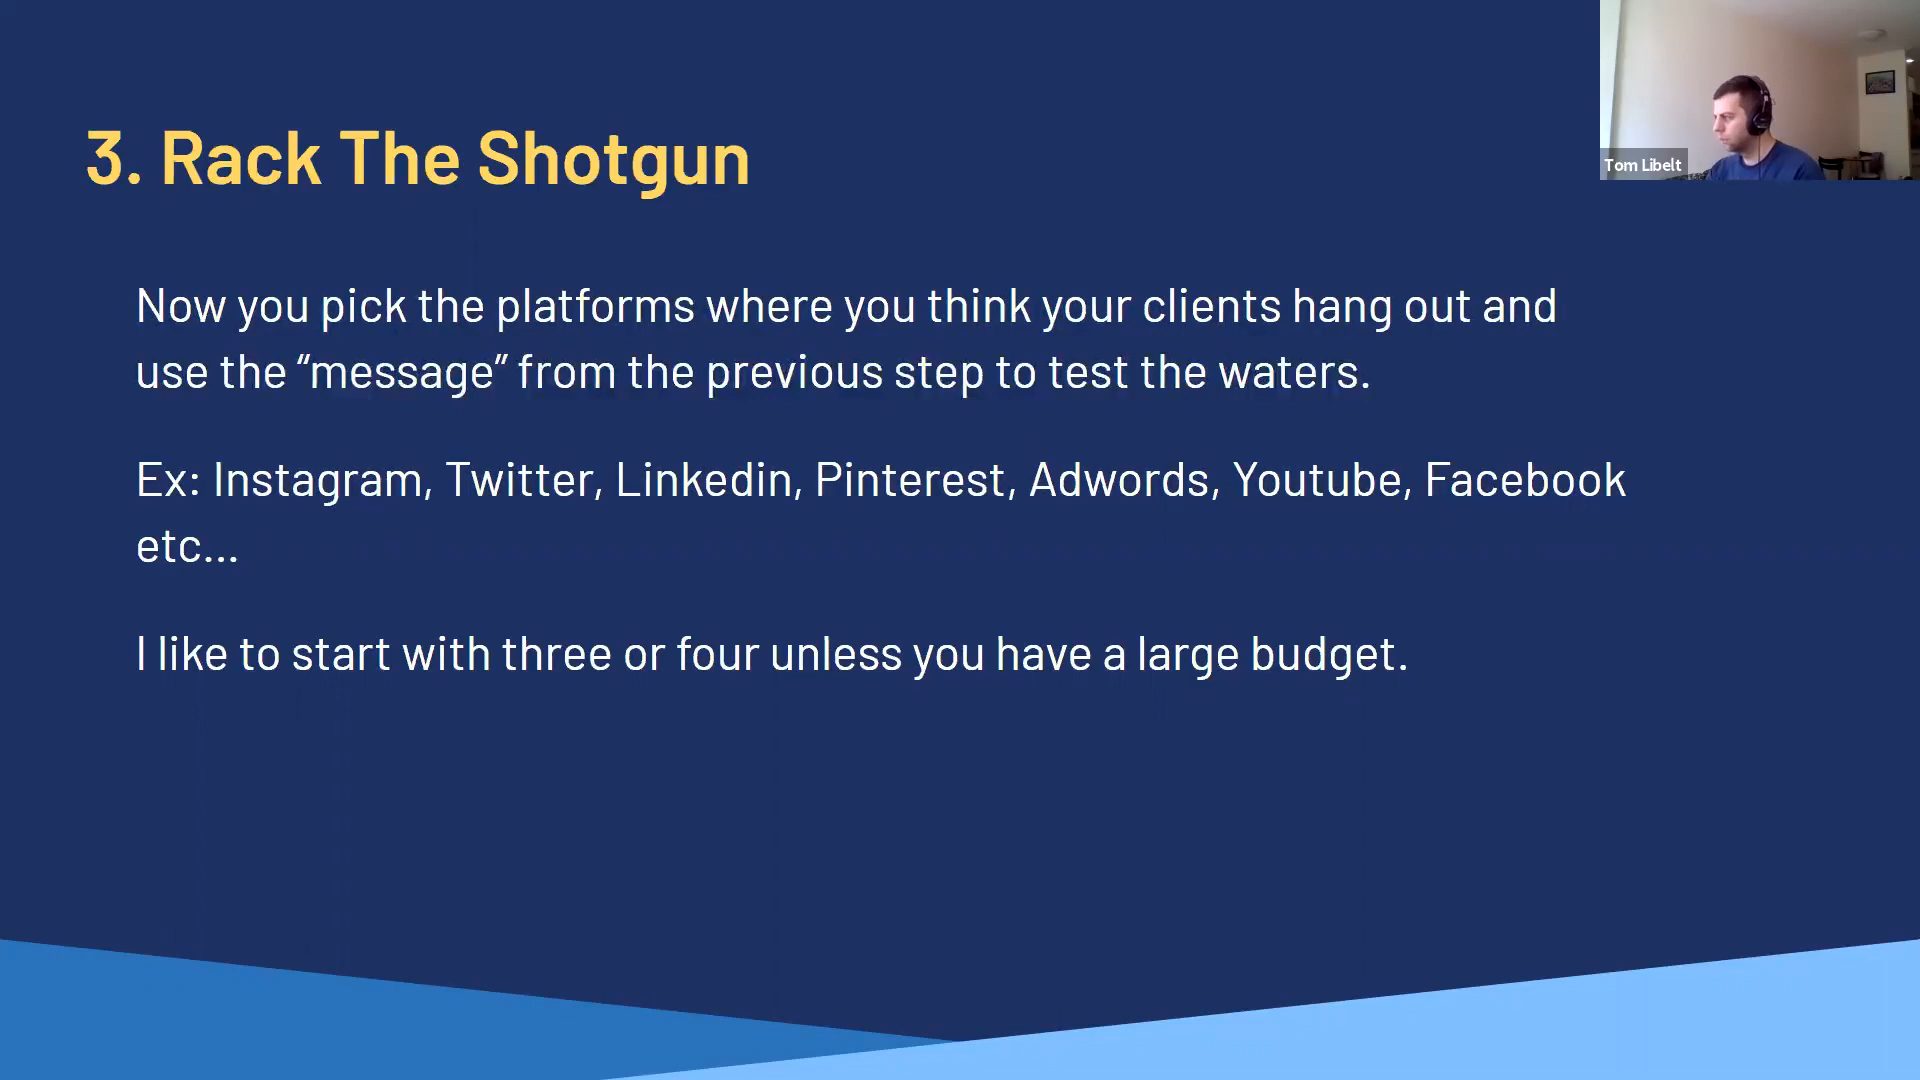 3. Rack The Shotgun
Tom Libelt
Now you pick the platforms where you think your clients hang out and
use the “message” from the previous step to test the waters.
Ex: Instagram, Twitter, Linkedin, Pinterest, Adwords, Youtube, Facebook
etc...
I like to start with three or four unless you have a large budget.